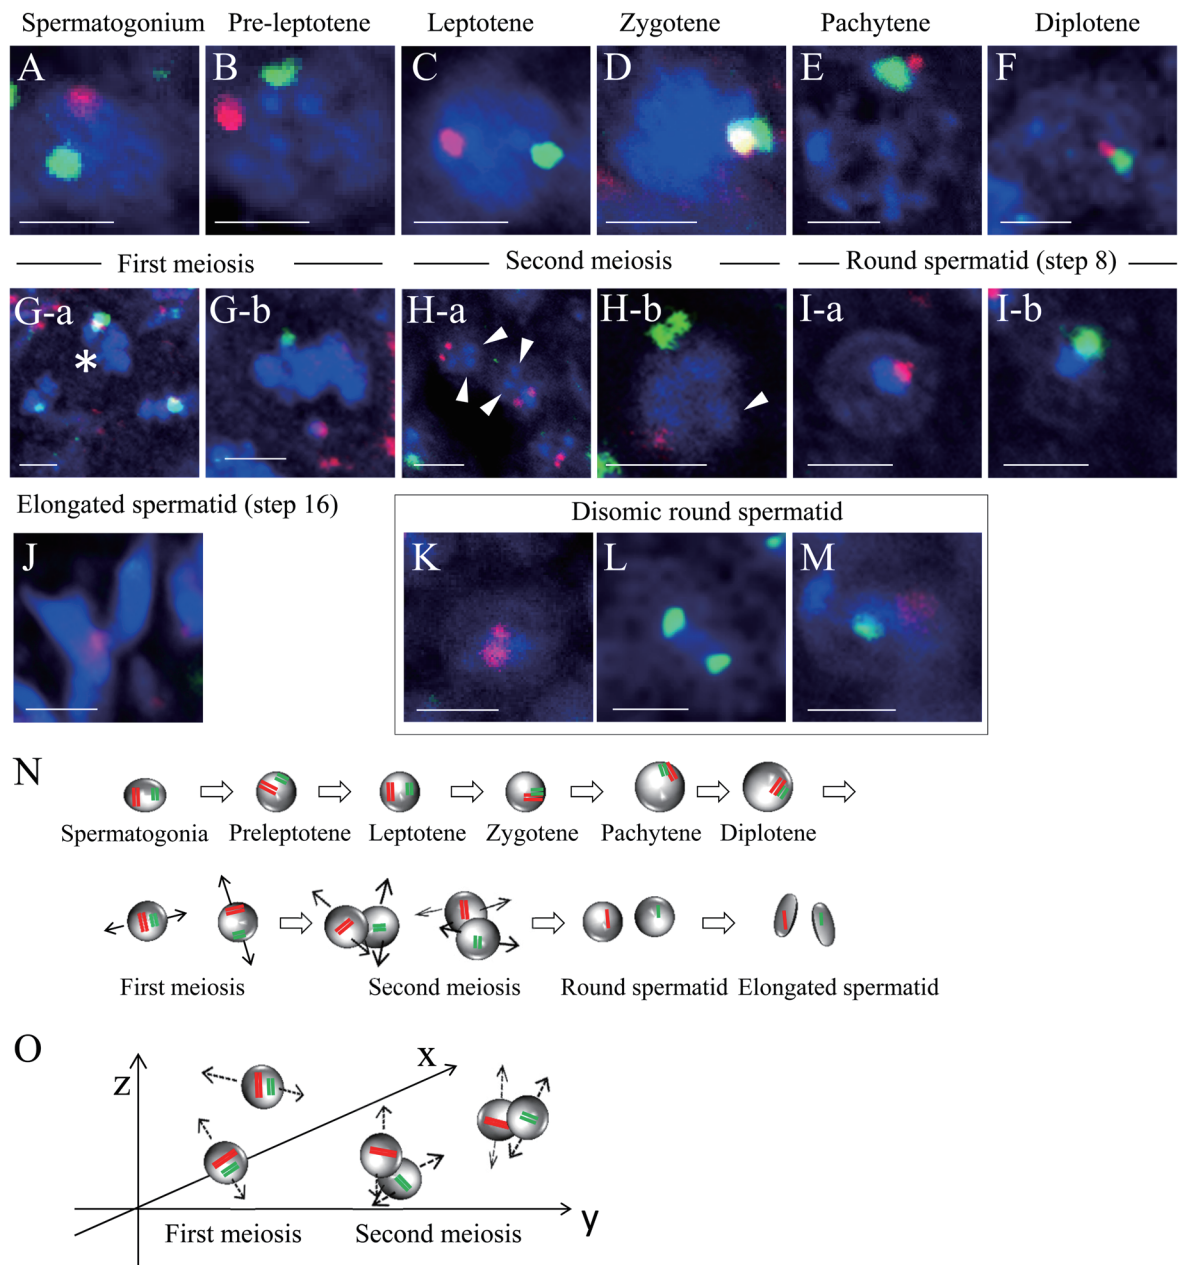 Spermatogonium Pre-leptotene Leptotene Zygotene Pachytene Diplotene
A B C D E F
First meiosis Second meiosis Round spermatid (step 8)
G-a G-b H-a H-b I-a I-b
*
Elongated spermatid (step 16)
Disomic round spermatid
J K L M
N
Spermatogonia Preleptotene Leptotene Zygotene Pachytene Diplotene
First meiosis Second meiosis Round spermatid Elongated spermatid
O
z x
y
First meiosis Second meiosis